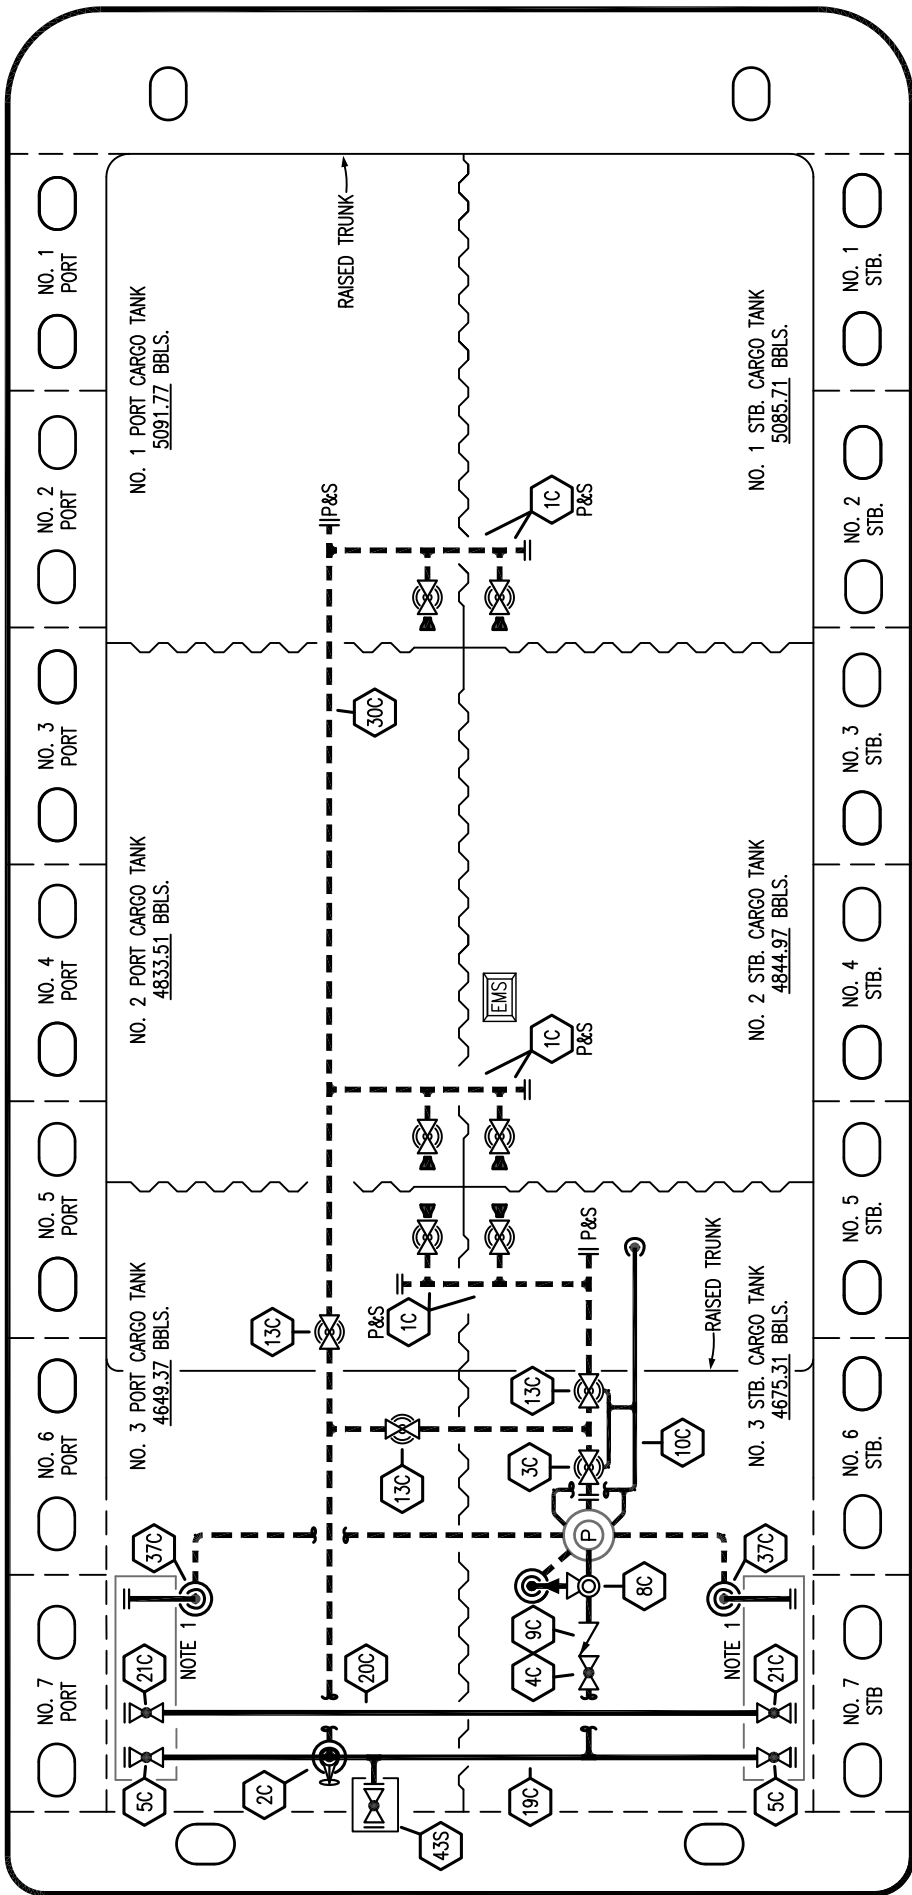 NO. 1
PORT
NO. 2
PORT
NO. 3
PORT
NO. 4
PORT
NO. 5
PORT
NO. 6
PORT
NO. 7
PORT
RAISED TRUNK
NO. 1 PORT CARGO TANK
5091.77 BBLS.
NO. 1 STB. CARGO TANK
5085.71 BBLS.
P&S
1C
P&S
30C
NO. 2 PORT CARGO TANK
4833.51 BBLS.
NO. 2 STB. CARGO TANK
4844.97 BBLS.
EMS
1C
P&S
NO. 3 PORT CARGO TANK
4649.37 BBLS.
NO. 3 STB. CARGO TANK
4675.31 BBLS.
RAISED TRUNK
P&S
13C
P&S
1C
13C
13C
3C
10C
P
37C
37C
8C
9C
4C
NOTE 1
NOTE 1
21C
20C
21C
5C
2C
43S
19C
5C
NO. 1
STB.
NO. 2
STB.
NO. 3
STB.
NO. 4
STB.
NO. 5
STB.
NO. 6
STB.
NO. 7
STB